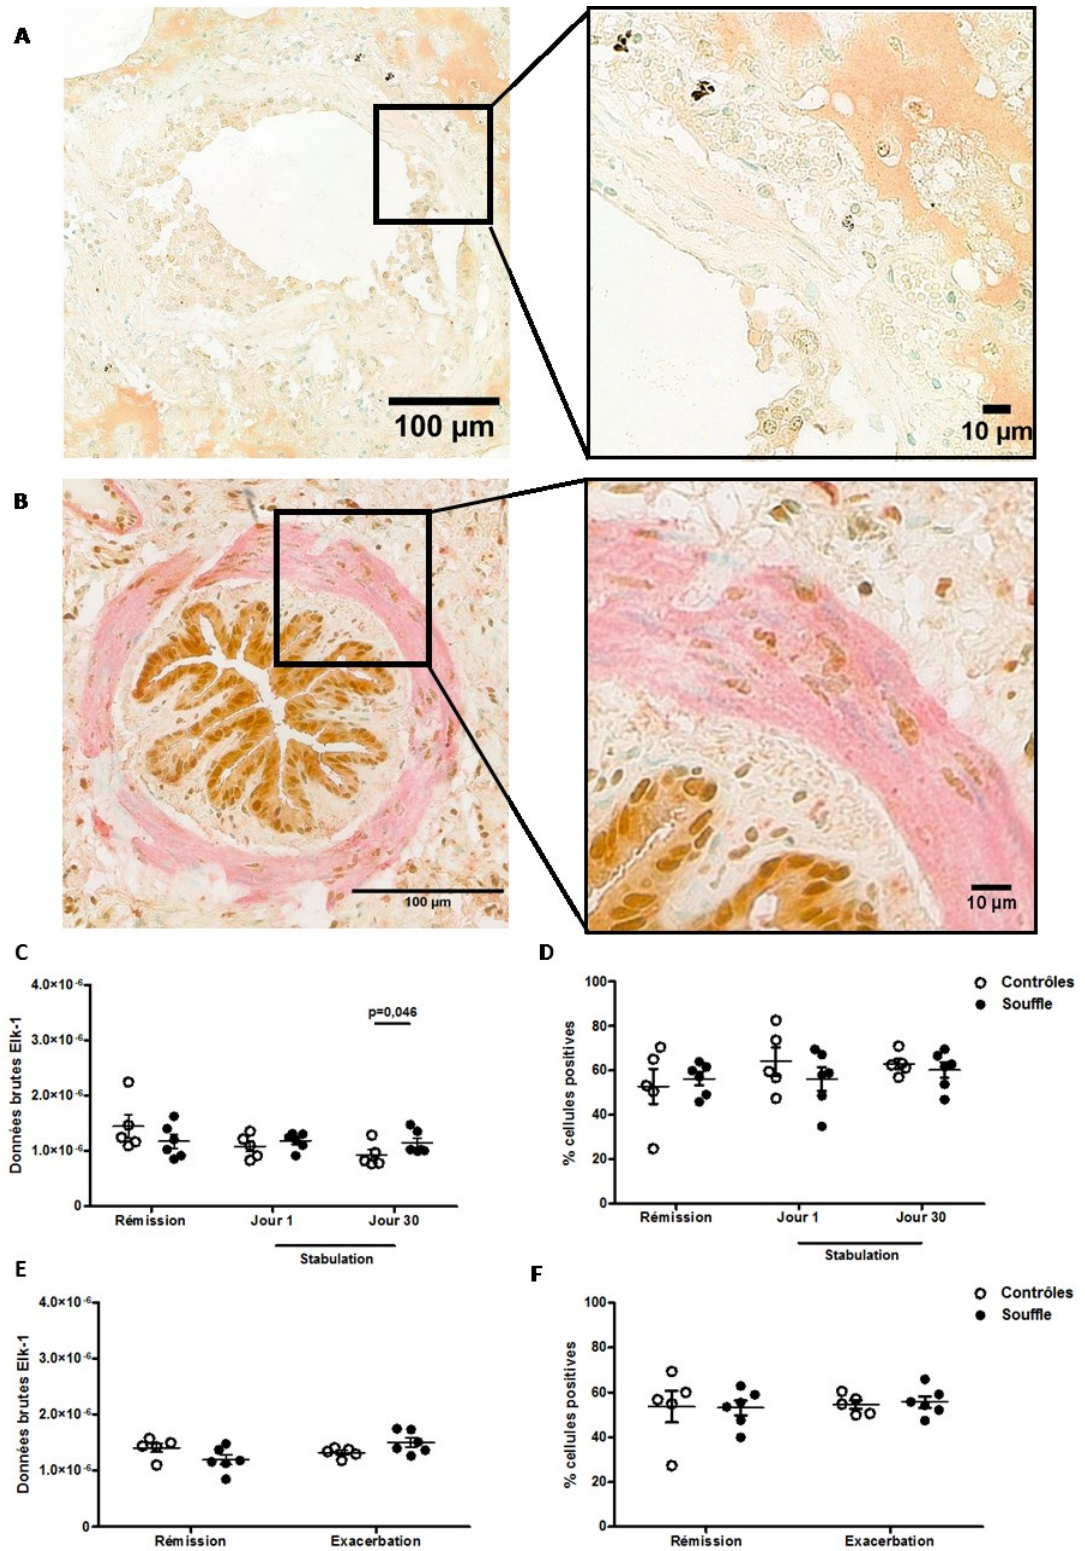 A
100 µm
10 µm
B
100 µm
10 µm
C
Données brutes Elk-1
4.0×10⁻⁶
3.0×10⁻⁶
2.0×10⁻⁶
1.0×10⁻⁶
0
p=0,046
Rémission
Jour 1
Jour 30
Stabulation
D
% cellules positives
100
80
60
40
20
0
Contrôles
Souffle
Rémission
Jour 1
Jour 30
Stabulation
E
Données brutes Elk-1
4.0×10⁻⁶
3.0×10⁻⁶
2.0×10⁻⁶
1.0×10⁻⁶
0
Rémission
Exacerbation
F
% cellules positives
100
80
60
40
20
0
Contrôles
Souffle
Rémission
Exacerbation